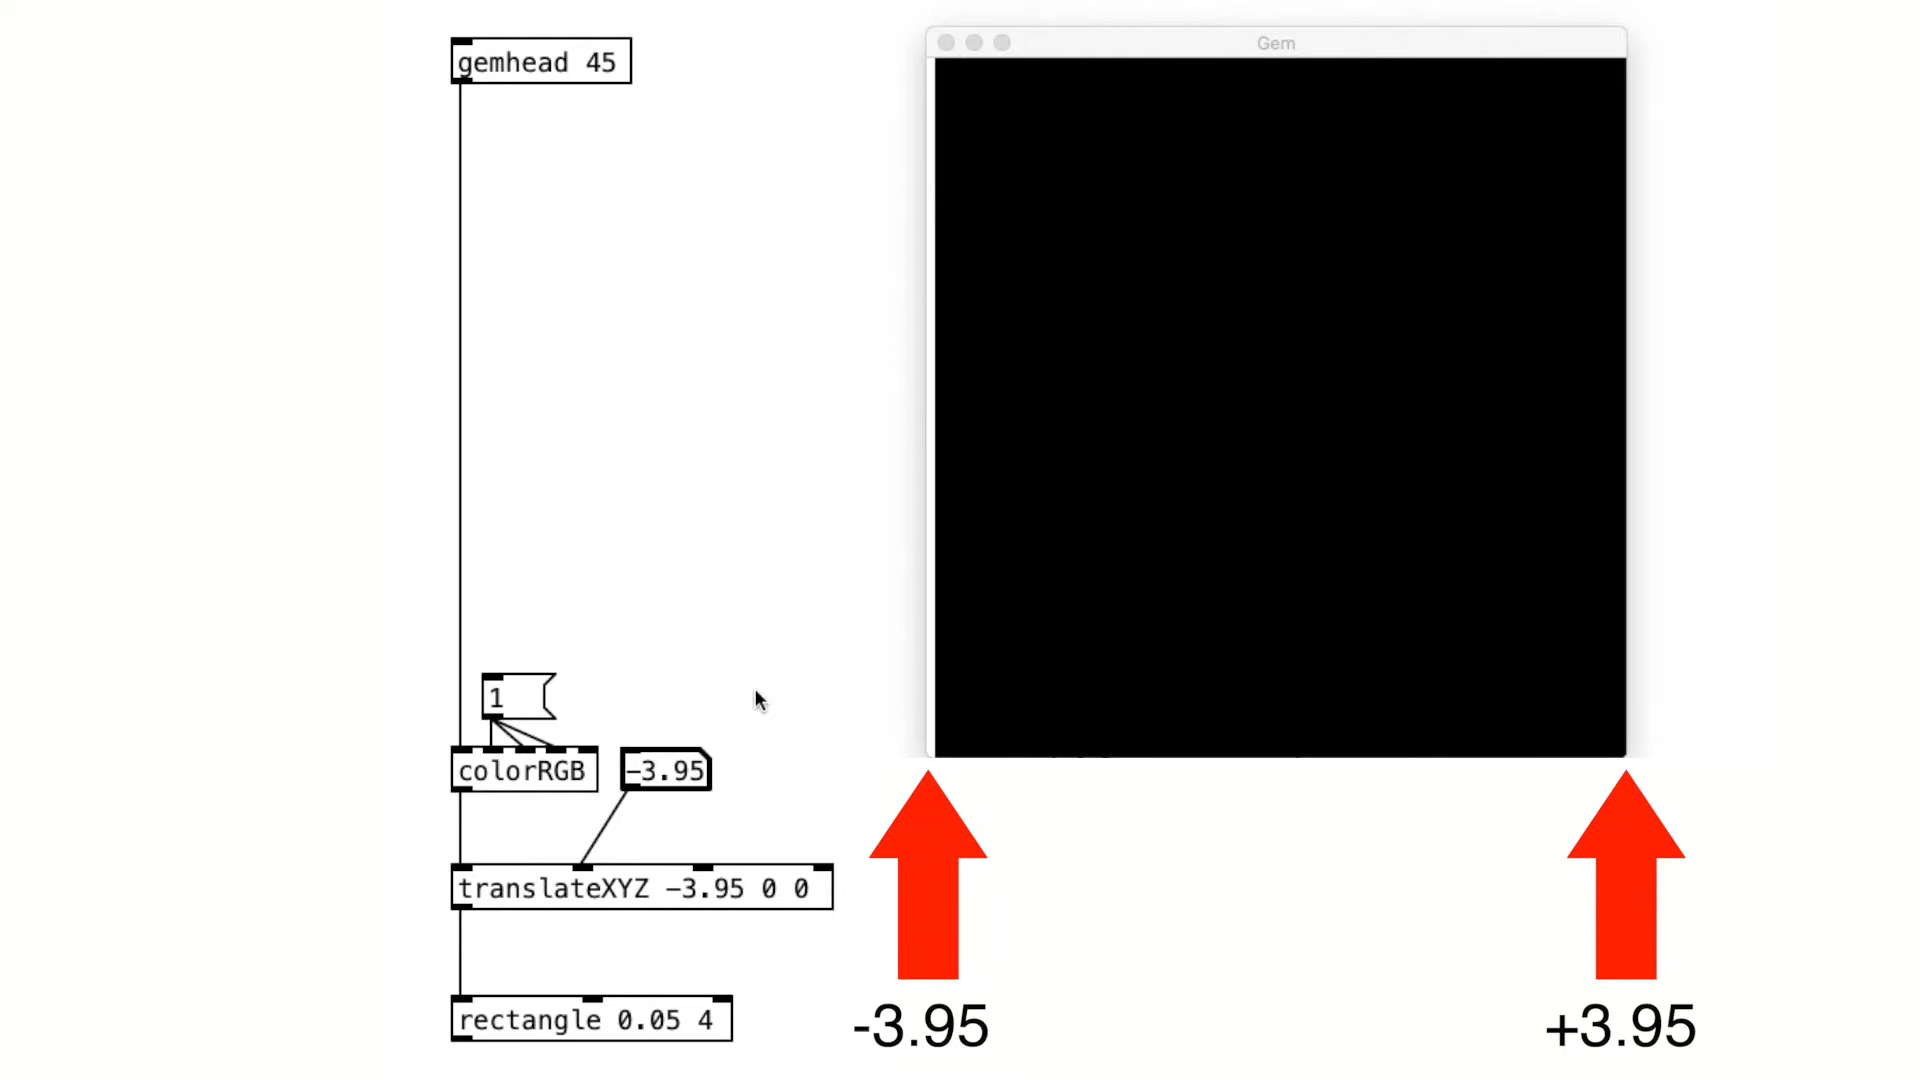 gemhead 45
Gem
1
colorRGB
-3.95
translateXYZ -3.95 0 0
rectangle 0.05 4
-3.95
+3.95